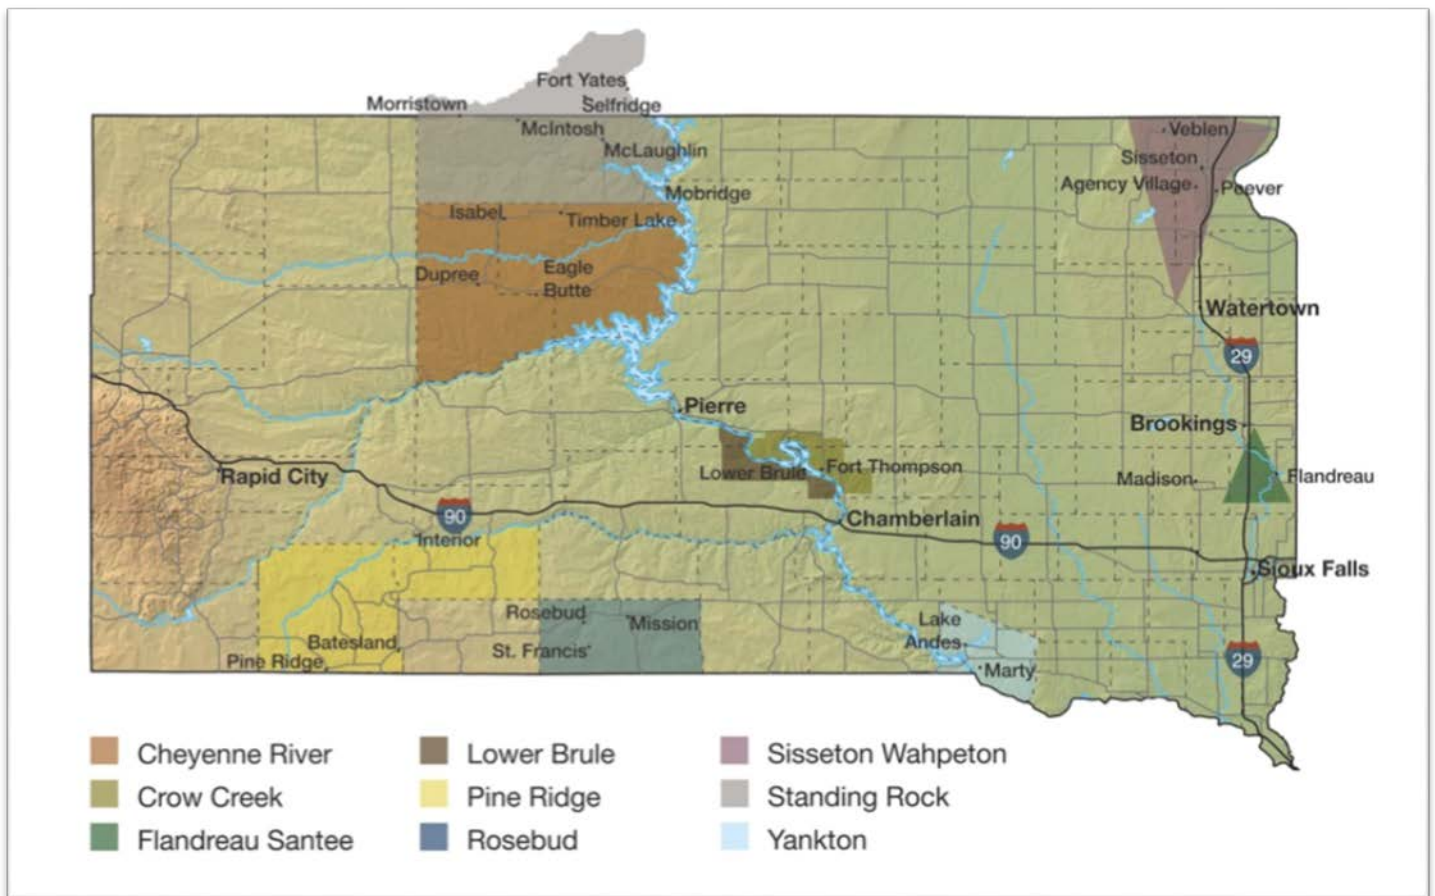 Fort Yates
Morristown
Selfridge
McIntosh
McLaughlin
Mobridge
Isabel
Timber Lake
Dupree
Eagle
Butte
Veblen
Sisseton
Agency Village
Peever
Watertown
29
Pierre
Brookings
Rapid City
Lower Brule
Fort Thompson
Madison
Flandreau
90
Chamberlain
Interior
90
Sioux Falls
Rosebud
Mission
Lake
Andes
Batesland
St. Francis
Pine Ridge
Marty
29
Cheyenne River
Crow Creek
Flandreau Santee
Lower Brule
Pine Ridge
Rosebud
Sisseton Wahpeton
Standing Rock
Yankton